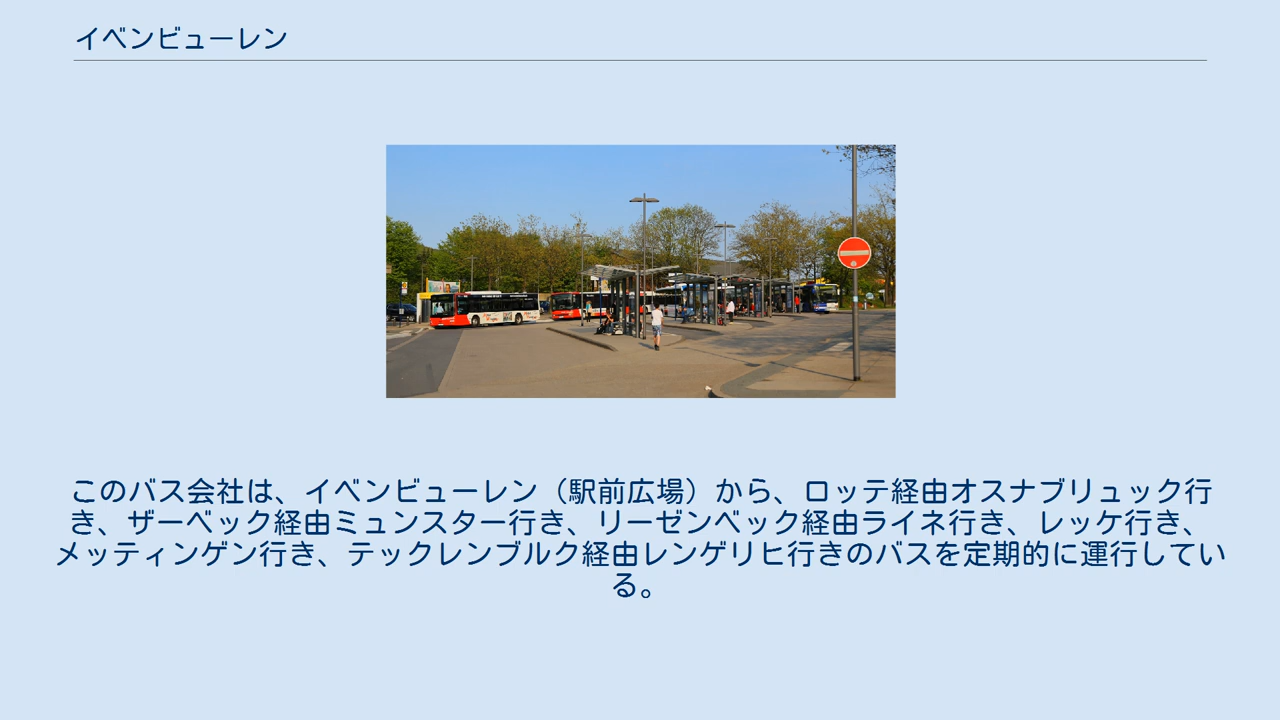 イベンビューレン
このバス会社は、イベンビューレン（駅前広場）から、ロッテ経由オスナブリュック行
き、ザーベック経由ミュンスター行き、リーゼンベック経由ライネ行き、レッケ行き、
メッティンゲン行き、テックレンブルク経由レンゲリヒ行きのバスを定期的に運行してい
る。